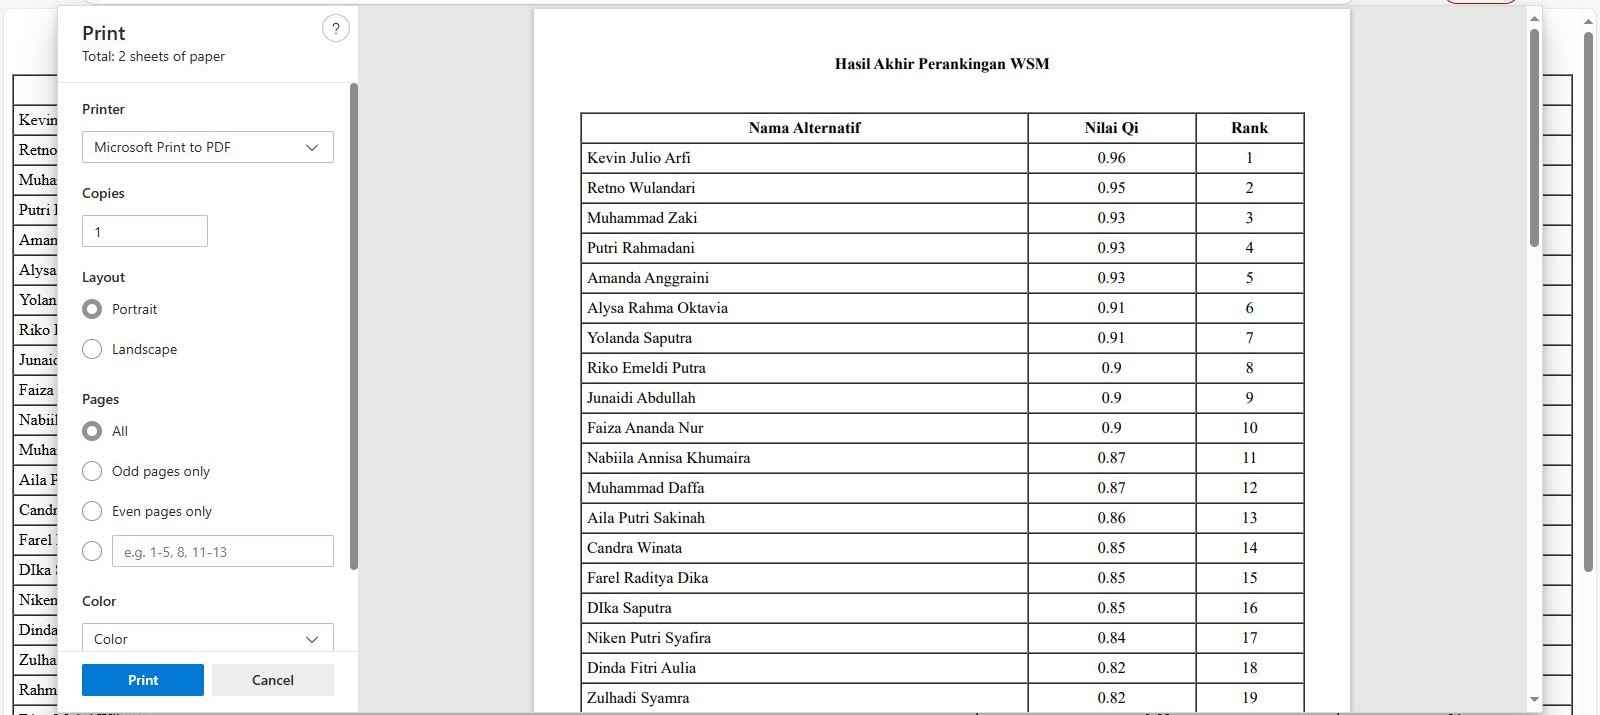 Print
?
Total: 2 sheets of paper
Printer
Microsoft Print to PDF
Copies
1
Layout
Portrait
Landscape
Pages
All
Odd pages only
Even pages only
e.g. 1-5, 8, 11-13
Color
Color
Print Cancel
Hasil Akhir Perankingan WSM
Nama Alternatif Nilai Qi Rank
Kevin Julio Arfi 0.96 1
Retno Wulandari 0.95 2
Muhammad Zaki 0.93 3
Putri Rahmadani 0.93 4
Amanda Anggraini 0.93 5
Alysa Rahma Oktavia 0.91 6
Yolanda Saputra 0.91 7
Riko Emeldi Putra 0.9 8
Junaidi Abdullah 0.9 9
Faiza Ananda Nur 0.9 10
Nabiila Annisa Khumaira 0.87 11
Muhammad Daffa 0.87 12
Aila Putri Sakinah 0.86 13
Candra Winata 0.85 14
Farel Raditya Dika 0.85 15
DIka Saputra 0.85 16
Niken Putri Syafira 0.84 17
Dinda Fitri Aulia 0.82 18
Zulhadi Syamra 0.82 19
Kevin
Retno
Muha
Putri
Aman
Alysa
Yolan
Riko
Junaid
Faiza
Nabiil
Muha
Aila P
Candr
Farel
DIka
Niken
Dinda
Zulha
Rahm